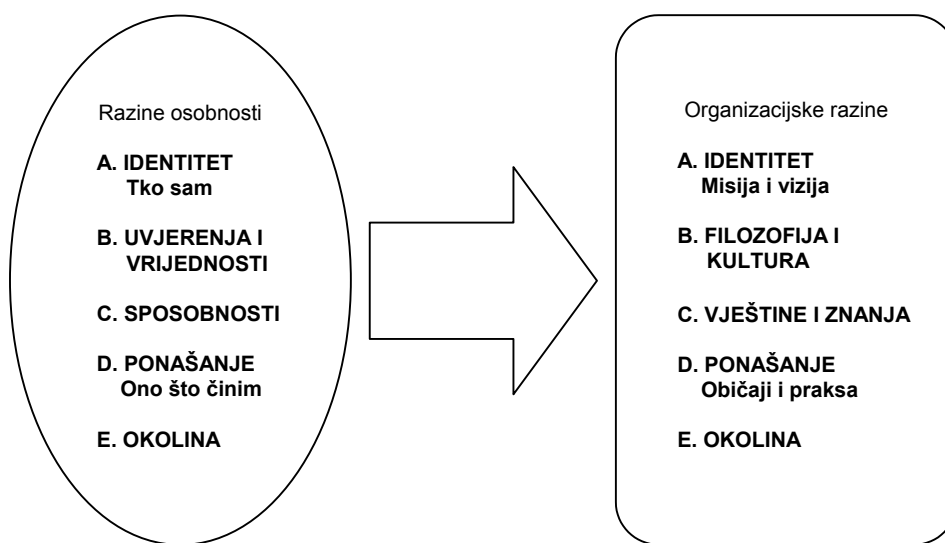 Razine osobnosti
A. IDENTITET
Tko sam
B. UVJERENJA I
VRIJEDNOSTI
C. SPOSOBNOSTI
D. PONAŠANJE
Ono što činim
E. OKOLINA
Organizacijske razine
A. IDENTITET
Misija i vizija
B. FILOZOFIJA I
KULTURA
C. VJEŠTINE I ZNANJA
D. PONAŠANJE
Običaji i praksa
E. OKOLINA